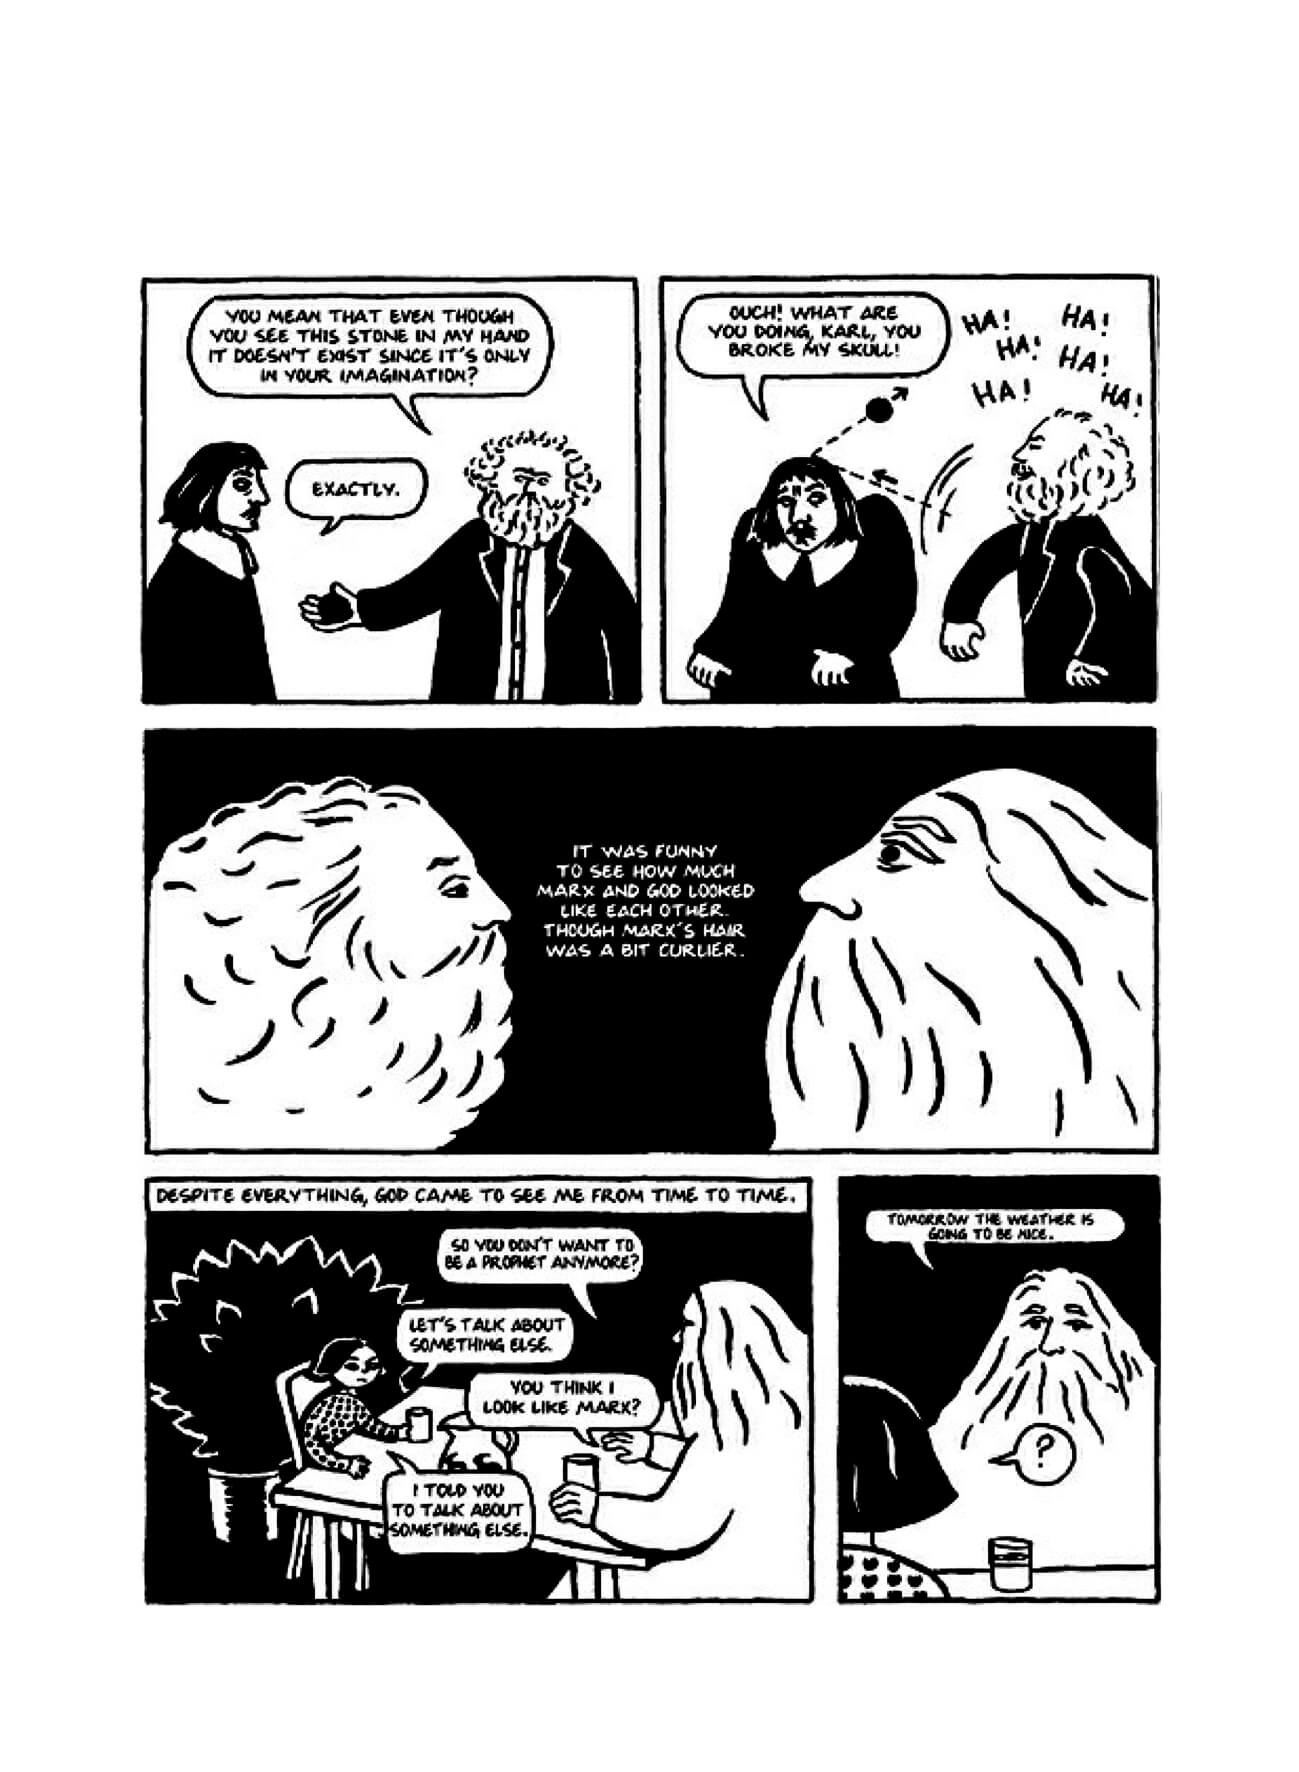 YOU MEAN THAT EVEN THOUGH
YOU SEE THIS STONE IN MY HAND
IT DOESN'T EXIST SINCE IT'S ONLY
IN YOUR IMAGINATION?
EXACTLY.
OUCH! WHAT ARE
YOU DOING, KARL, YOU
BROKE MY SKULL!
HA!
HA!
HA!
HA!
HA!
HA!
IT WAS FUNNY
TO SEE HOW MUCH
MARX AND GOD LOOKED
LIKE EACH OTHER.
THOUGH MARX'S HAIR
WAS A BIT CURLIER.
DESPITE EVERYTHING, GOD CAME TO SEE ME FROM TIME TO TIME.
SO YOU DON'T WANT TO
BE A PROPHET ANYMORE?
LET'S TALK ABOUT
SOMETHING ELSE.
YOU THINK I
LOOK LIKE MARX?
I TOLD YOU
TO TALK ABOUT
SOMETHING ELSE.
TOMORROW THE WEATHER IS
GOING TO BE NICE.
?